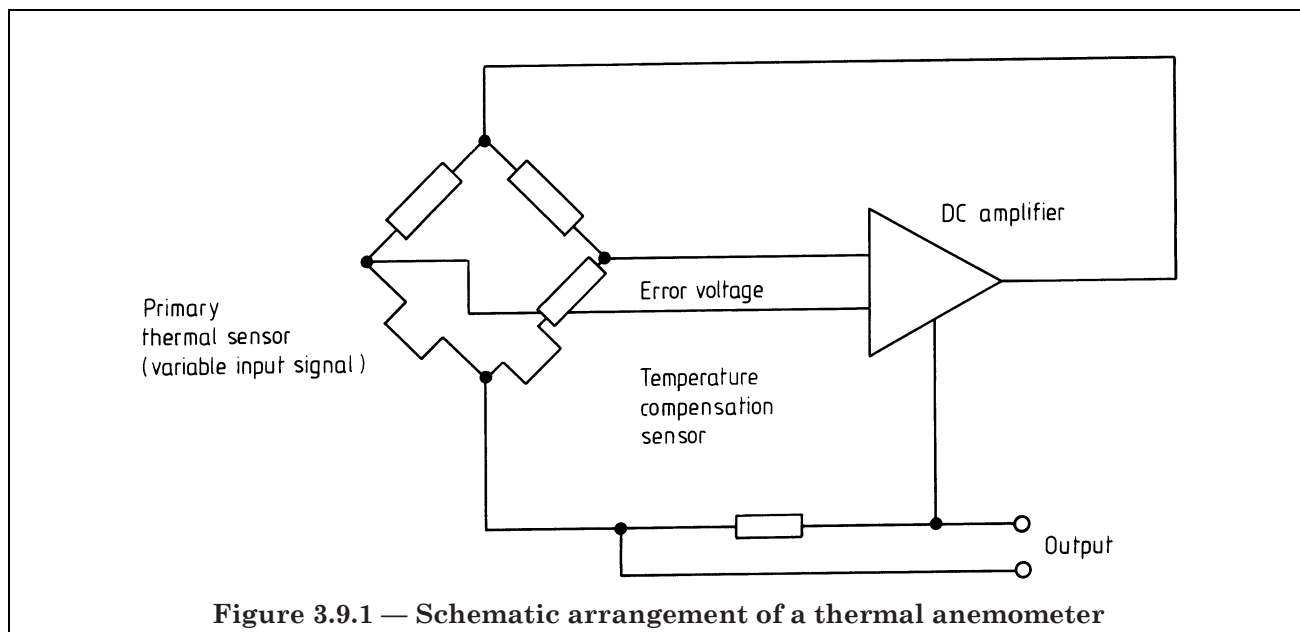 DC amplifier
Error voltage
Primary
thermal sensor
(variable input signal)
Temperature
compensation
sensor
Output
Figure 3.9.1 — Schematic arrangement of a thermal anemometer